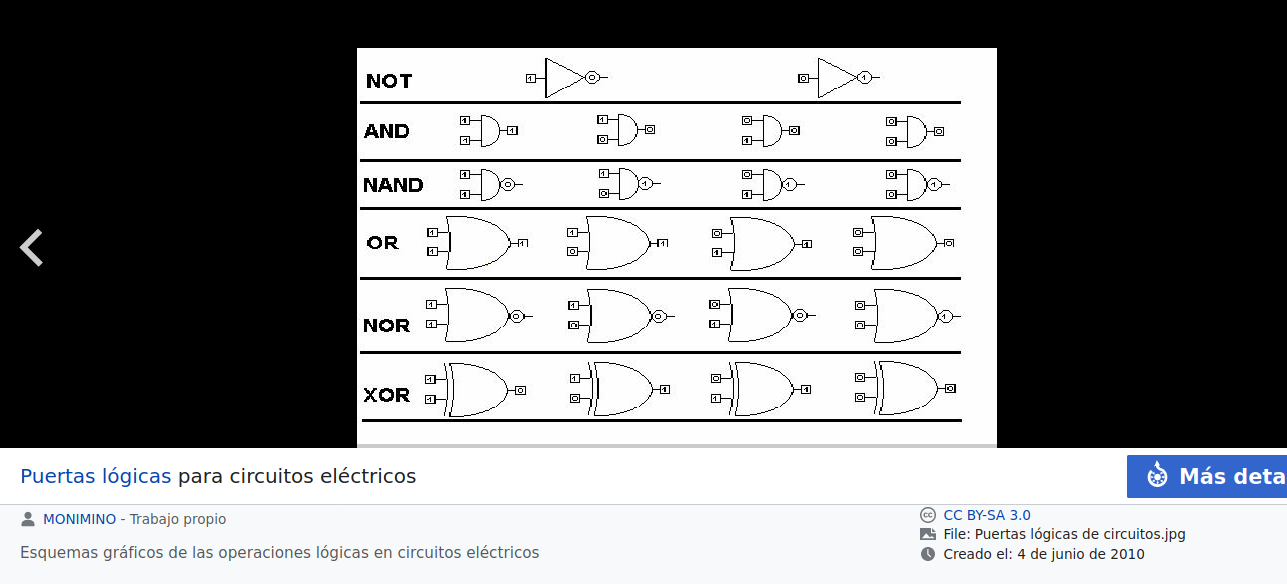 NOT 1 0 0 1
AND 1 1 1 1 0 0 0 1 0 0 0 0
NAND 1 1 0 1 0 1 0 1 1 0 0 1
OR 1 1 1 1 0 1 0 1 1 0 0 0
NOR 1 1 0 1 0 0 0 1 0 0 0 1
XOR 1 1 0 1 0 1 0 1 1 0 0 0
Puertas lógicas para circuitos eléctricos
Más deta
MONIMINO - Trabajo propio
Esquemas gráficos de las operaciones lógicas en circuitos eléctricos
CC BY-SA 3.0
File: Puertas lógicas de circuitos.jpg
Creado el: 4 de junio de 2010